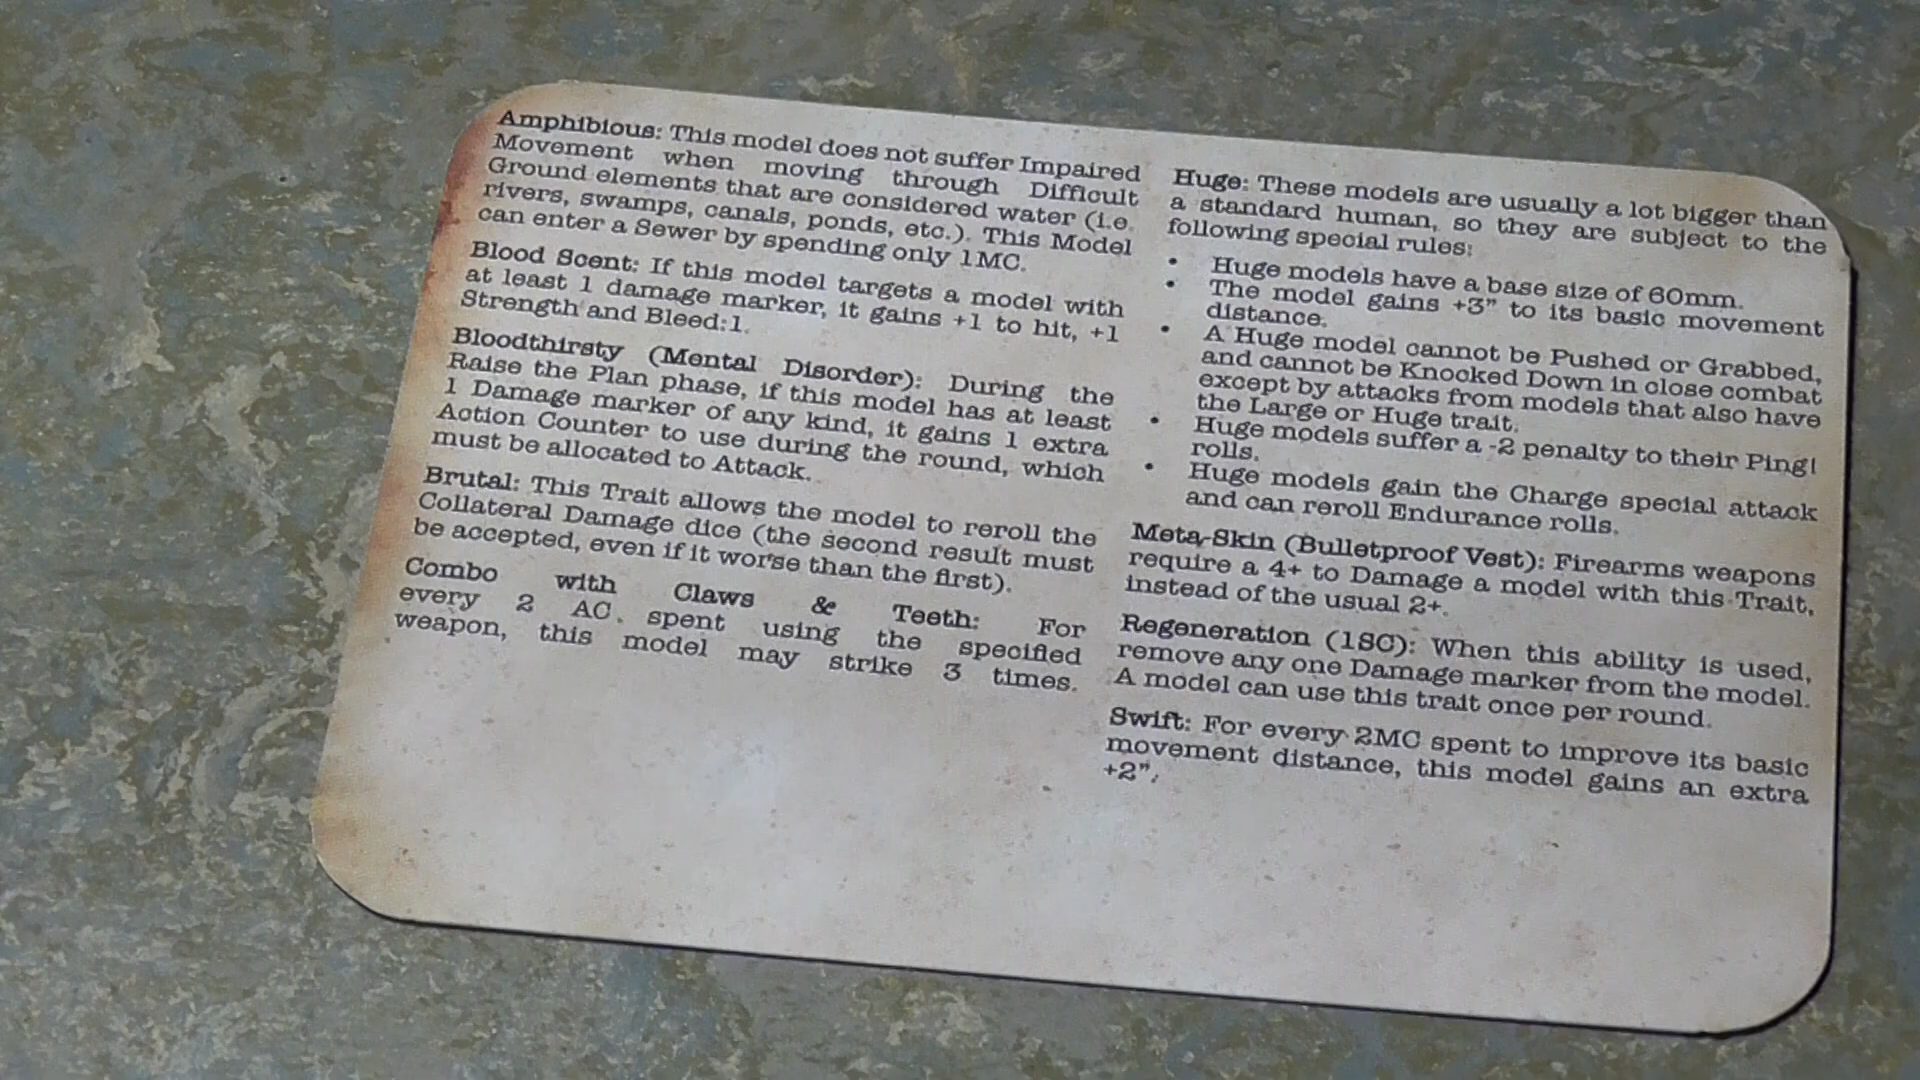 Amphibious: This model does not suffer Impaired
Movement when moving through Difficult
Ground elements that are considered water (i.e.
rivers, swamps, canals, ponds, etc.). This Model
can enter a Sewer by spending only 1MC.
Blood Scent: If this model targets a model with
at least 1 damage marker, it gains +1 to hit, +1
Strength and Bleed:1.
Bloodthirsty (Mental Disorder): During the
Raise the Plan phase, if this model has at least
1 Damage marker of any kind, it gains 1 extra
Action Counter to use during the round, which
must be allocated to Attack.
Brutal: This Trait allows the model to reroll the
Collateral Damage dice (the second result must
be accepted, even if it worse than the first).
Combo with Claws & Teeth: For
every 2 AC spent using the specified
weapon, this model may strike 3 times.
Huge: These models are usually a lot bigger than
a standard human, so they are subject to the
following special rules:
• Huge models have a base size of 60mm.
• The model gains +3" to its basic movement
distance.
• A Huge model cannot be Pushed or Grabbed,
and cannot be Knocked Down in close combat
except by attacks from models that also have
the Large or Huge trait.
• Huge models suffer a -2 penalty to their Ping!
rolls.
• Huge models gain the Charge special attack
and can reroll Endurance rolls.
Meta-Skin (Bulletproof Vest): Firearms weapons
require a 4+ to Damage a model with this Trait,
instead of the usual 2+.
Regeneration (1SC): When this ability is used,
remove any one Damage marker from the model.
A model can use this trait once per round.
Swift: For every 2MC spent to improve its basic
movement distance, this model gains an extra
+2".